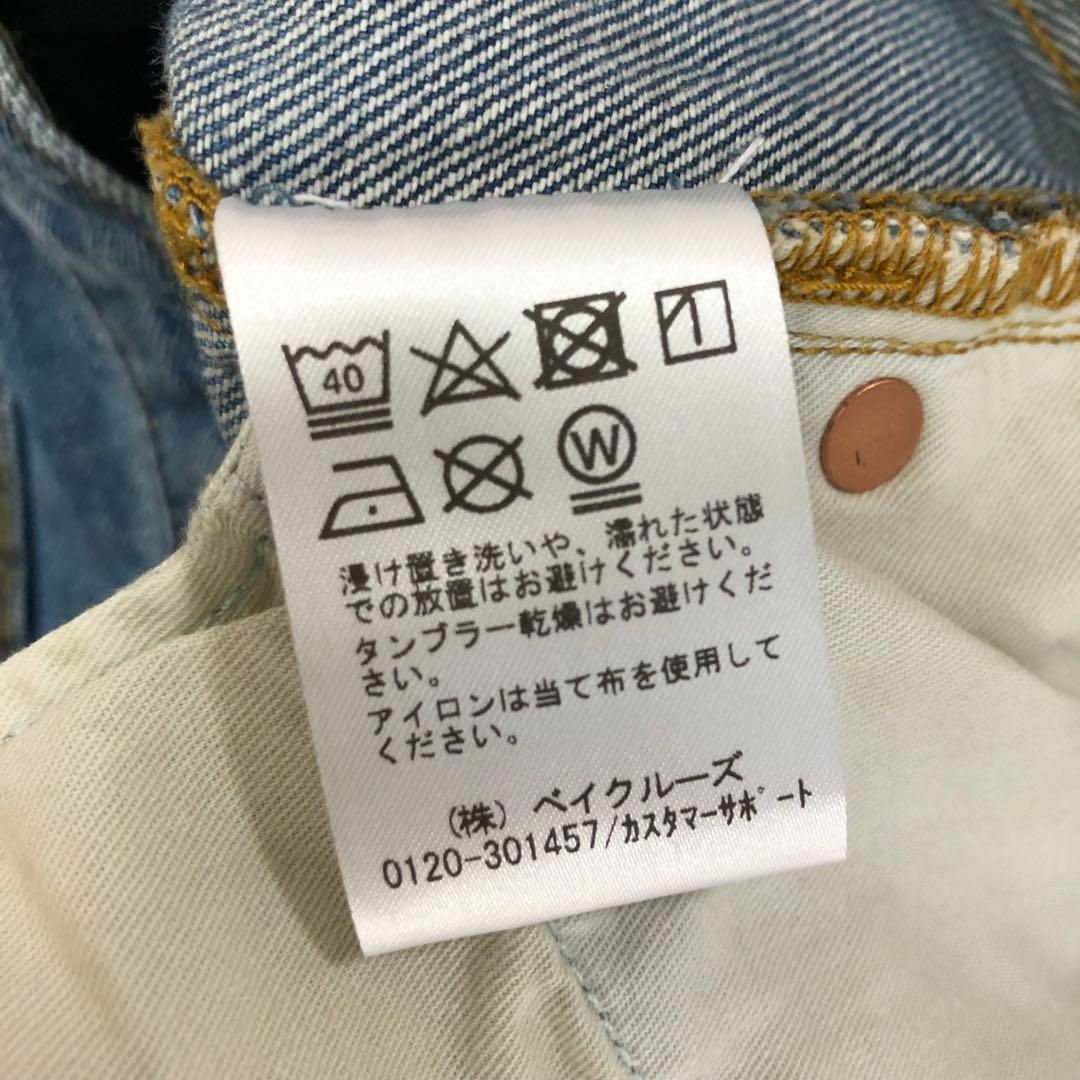 40
W
浸け置き洗いや、濡れた状態
での放置はお避けください。
タンブラー乾燥はお避けくだ
さい。
アイロンは当て布を使用して
ください。
(株) ベイクルーズ
0120-301457/カスタマーサポート